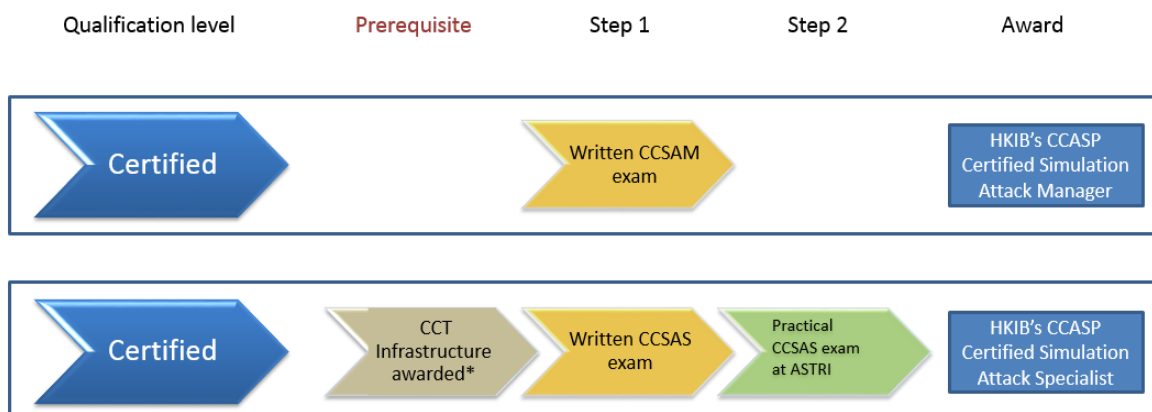 Qualification level
Prerequisite
Step 1
Step 2
Award
Certified
Written CCSAM
exam
HKIB's CCASP
Certified Simulation
Attack Manager
Certified
CCT
Infrastructure
awarded*
Written CCSAS
exam
Practical
CCSAS exam
at ASTRI
HKIB's CCASP
Certified Simulation
Attack Specialist